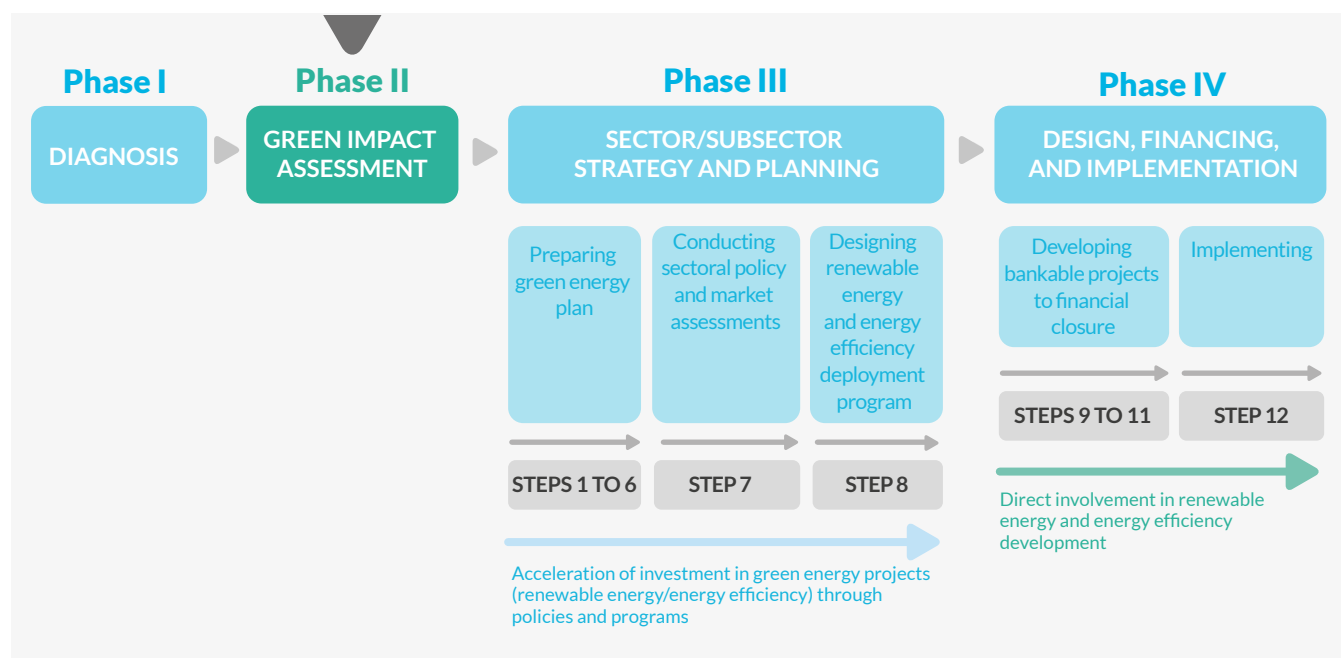 Phase I
DIAGNOSIS
Phase II
GREEN IMPACT
ASSESSMENT
Phase III
SECTOR/SUBSECTOR
STRATEGY AND PLANNING
Preparing
green energy
plan
STEPS 1 TO 6
Conducting
sectoral policy
and market
assessments
STEP 7
Designing
renewable
energy
and energy
efficiency
deployment
program
STEP 8
Acceleration of investment in green energy projects
(renewable energy/energy efficiency) through
policies and programs
Phase IV
DESIGN, FINANCING,
AND IMPLEMENTATION
Developing
bankable projects
to financial
closure
STEPS 9 TO 11
Implementing
STEP 12
Direct involvement in renewable
energy and energy efficiency
development